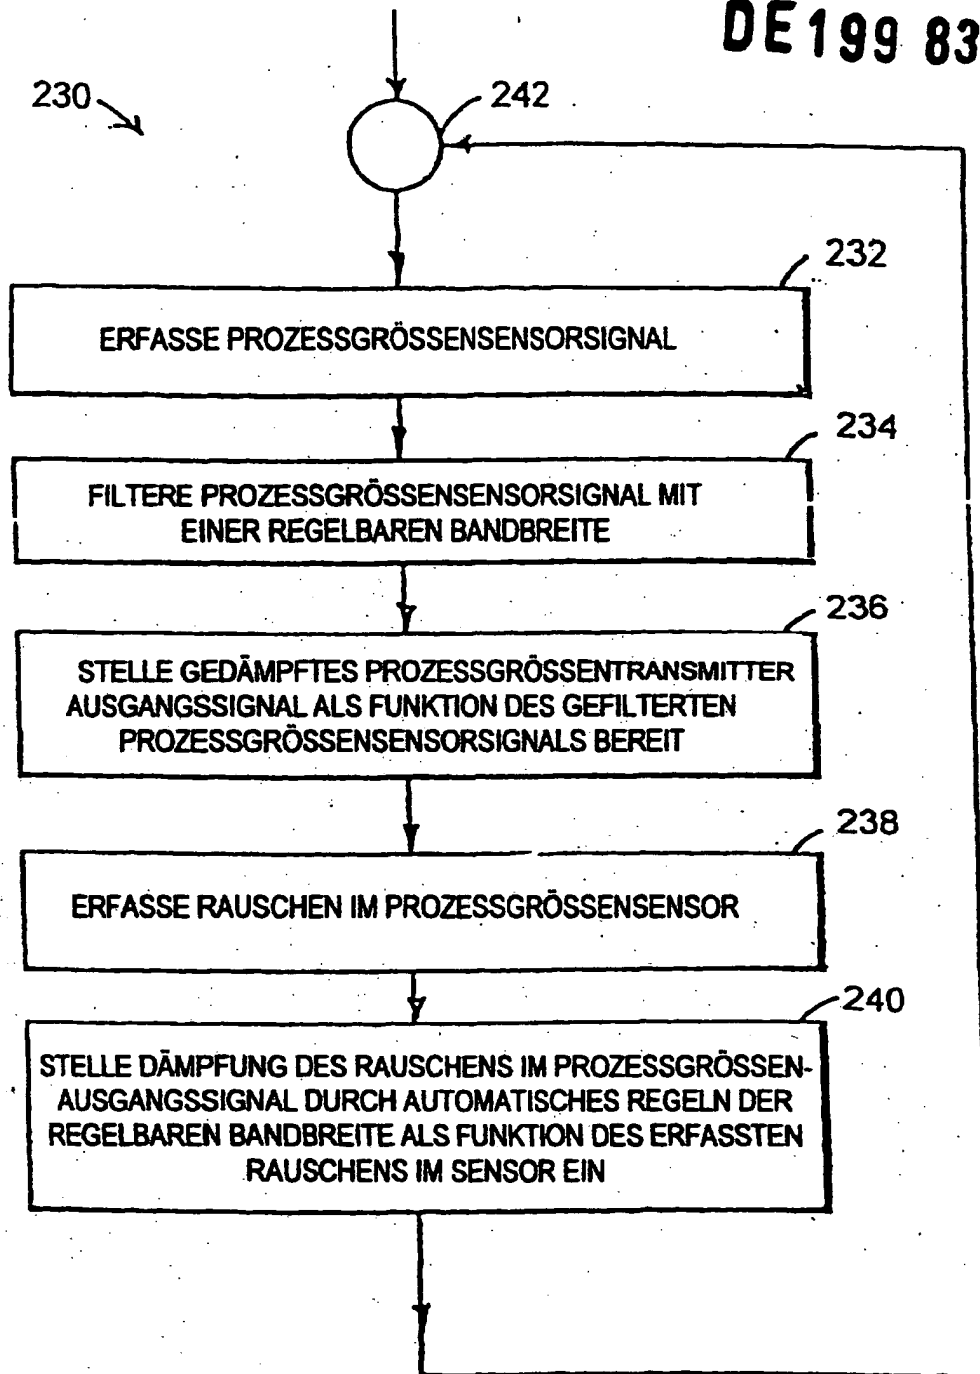 DE 199 83
230
242
232
ERFASSE PROZESSGRÖSSENSENSORSIGNAL
234
FILTERE PROZESSGRÖSSENSENSORSIGNAL MIT
EINER REGELBAREN BANDBREITE
236
STELLE GEDÄMPFTES PROZESSGRÖSSENTRANSMITTER
AUSGANGSSIGNAL ALS FUNKTION DES GEFILTERTEN
PROZESSGRÖSSENSENSORSIGNALS BEREIT
238
ERFASSE RAUSCHEN IM PROZESSGRÖSSENSENSOR
240
STELLE DÄMPFUNG DES RAUSCHENS IM PROZESSGRÖSSEN-
AUSGANGSSIGNAL DURCH AUTOMATISCHES REGELN DER
REGELBAREN BANDBREITE ALS FUNKTION DES ERFASSTEN
RAUSCHENS IM SENSOR EIN